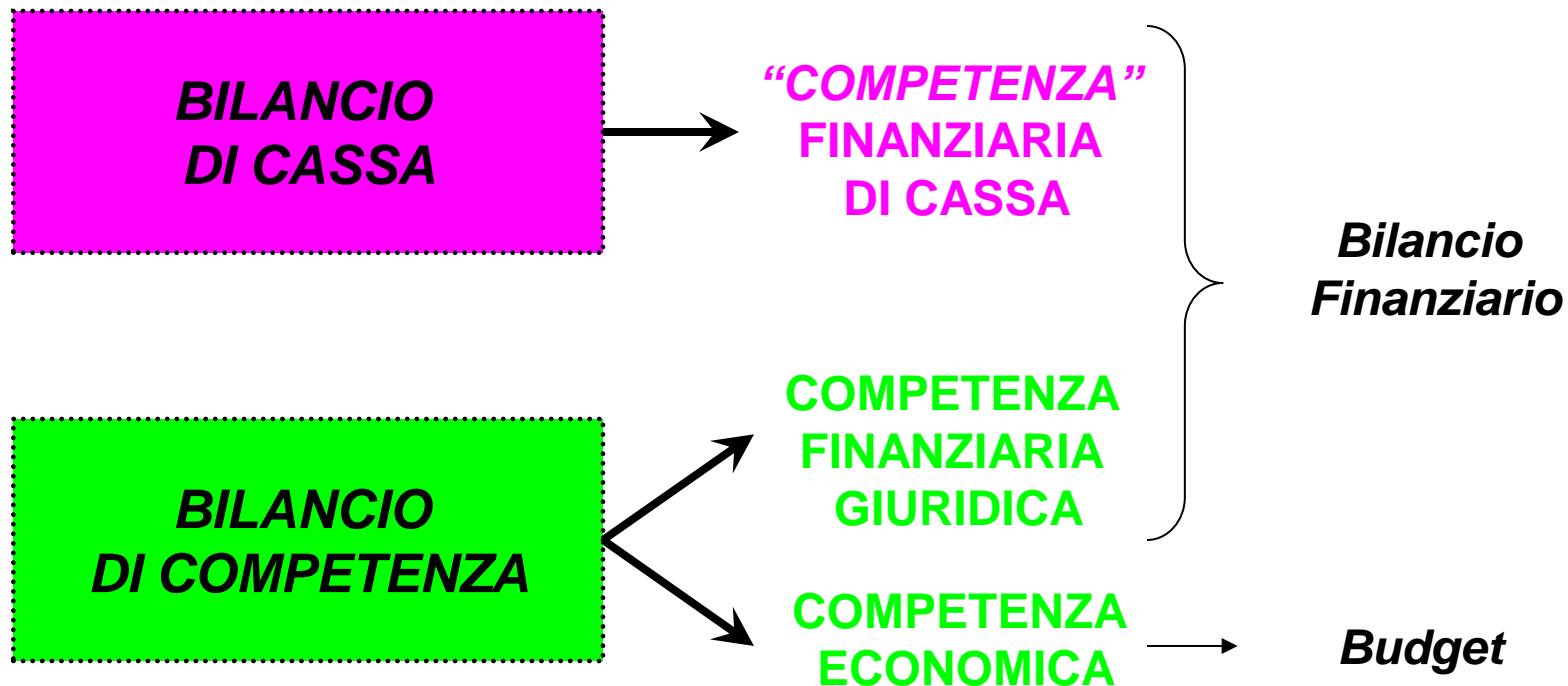 BILANCIO
DI CASSA
“COMPETENZA”
FINANZIARIA
DI CASSA
Bilancio
Finanziario
BILANCIO
DI COMPETENZA
COMPETENZA
FINANZIARIA
GIURIDICA
COMPETENZA
ECONOMICA
Budget